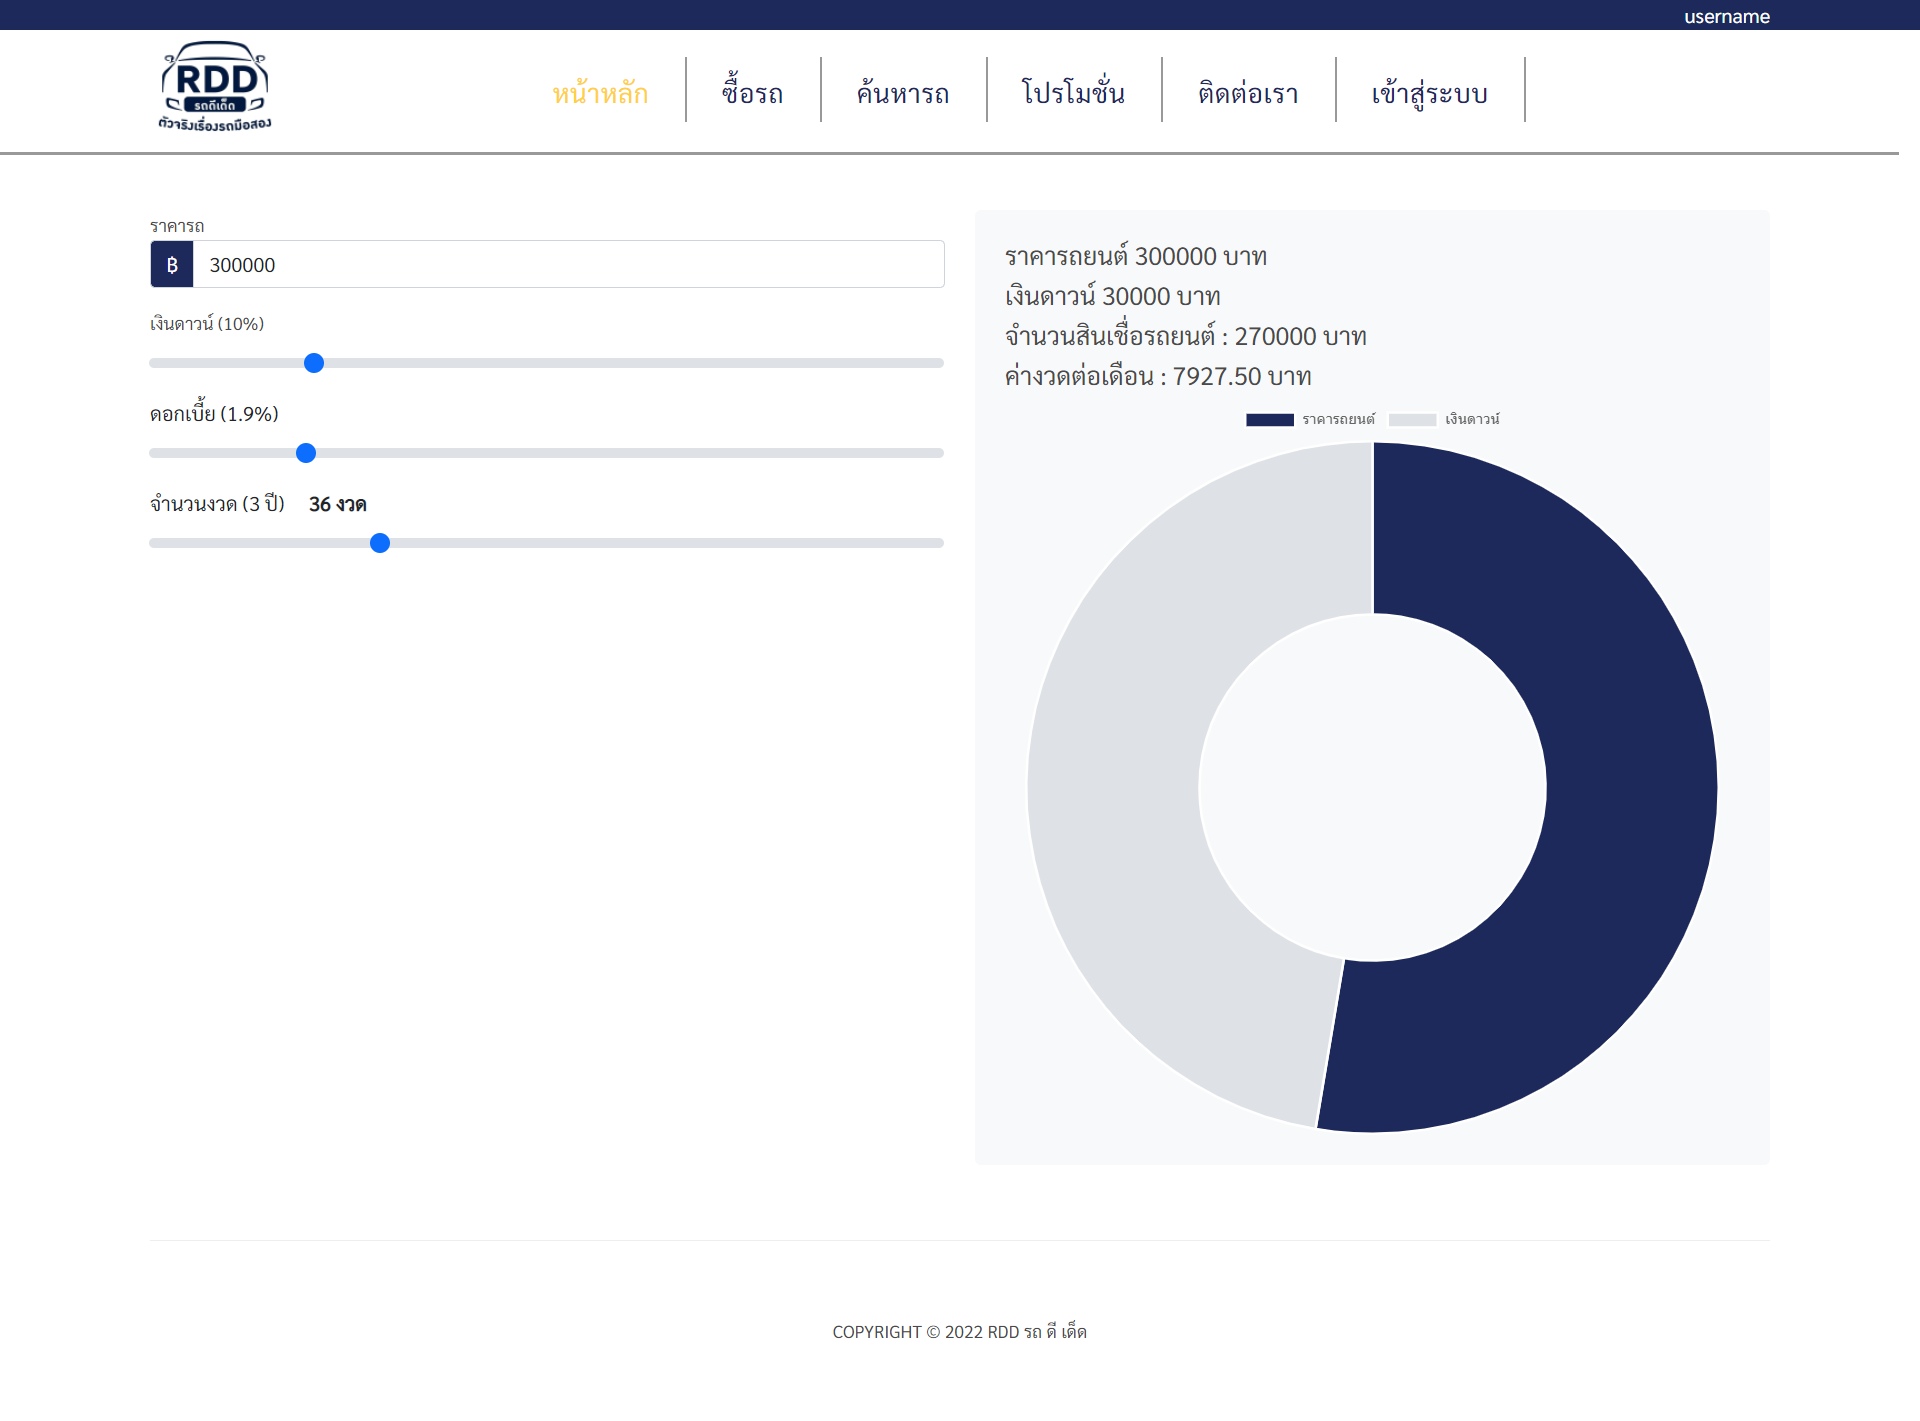 username
RDD
รถดีเด็ด
ตัวจริงเรื่องรถมือสอง
หน้าหลัก ซื้อรถ ค้นหารถ โปรโมชั่น ติดต่อเรา เข้าสู่ระบบ
ราคารถ
฿ 300000
เงินดาวน์ (10%)
ดอกเบี้ย (1.9%)
จำนวนงวด (3 ปี) 36 งวด
ราคารถยนต์ 300000 บาท
เงินดาวน์ 30000 บาท
จำนวนสินเชื่อรถยนต์ : 270000 บาท
ค่างวดต่อเดือน : 7927.50 บาท
ราคารถยนต์ เงินดาวน์
COPYRIGHT © 2022 RDD รถ ดี เด็ด